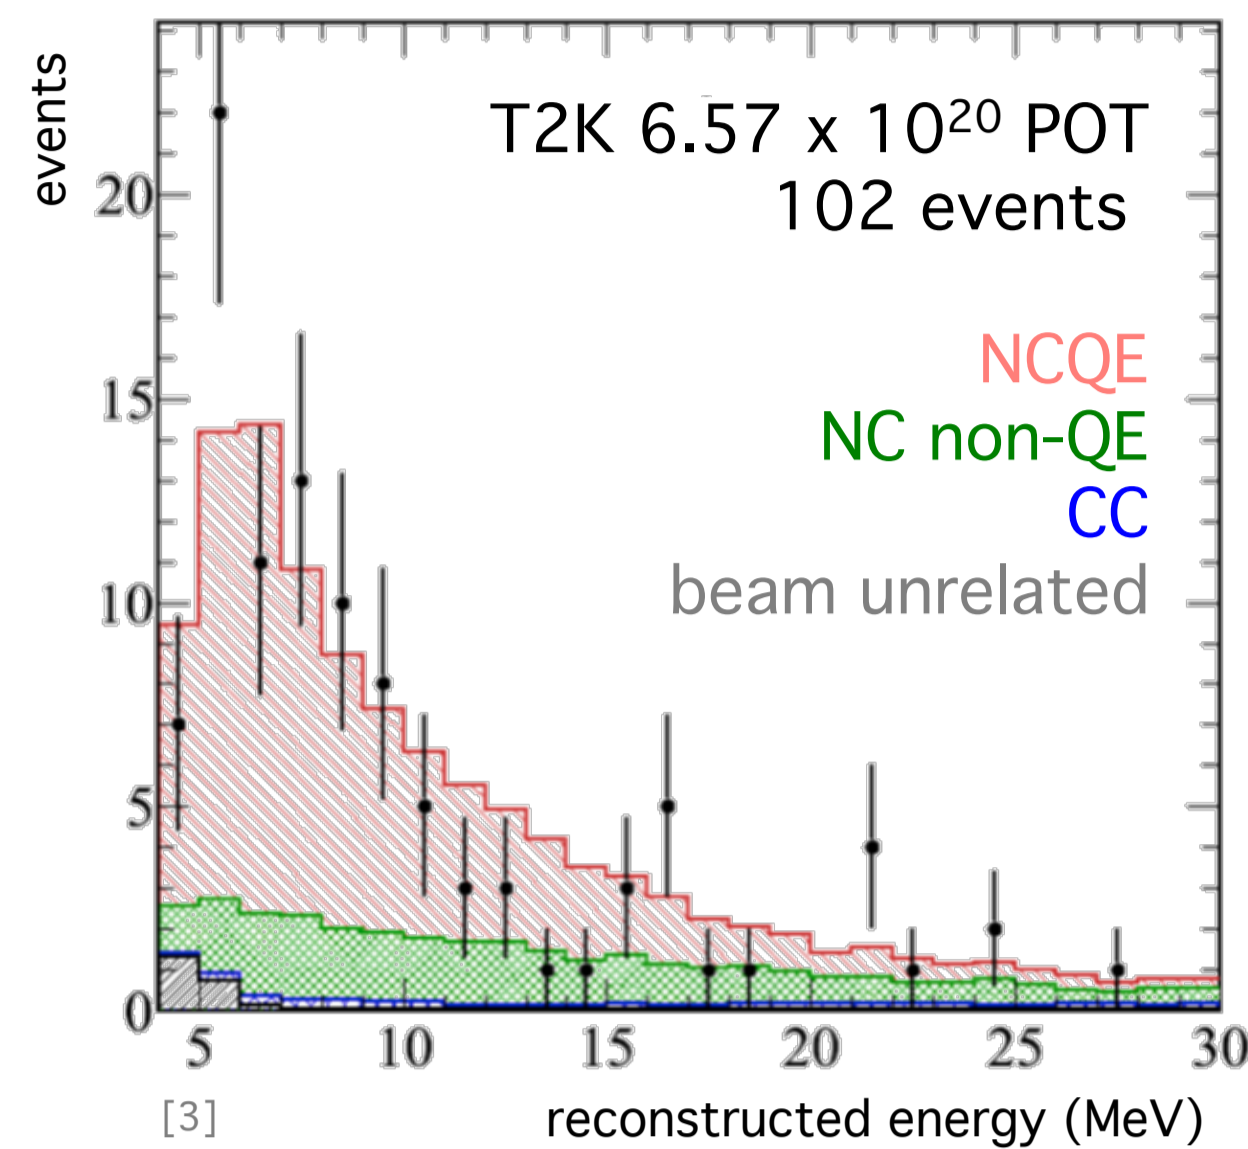 events
T2K 6.57 x 10²⁰ POT
102 events
NCQE
NC non-QE
CC
beam unrelated
20
15
10
5
0
5 10 15 20 25 30
[3] reconstructed energy (MeV)